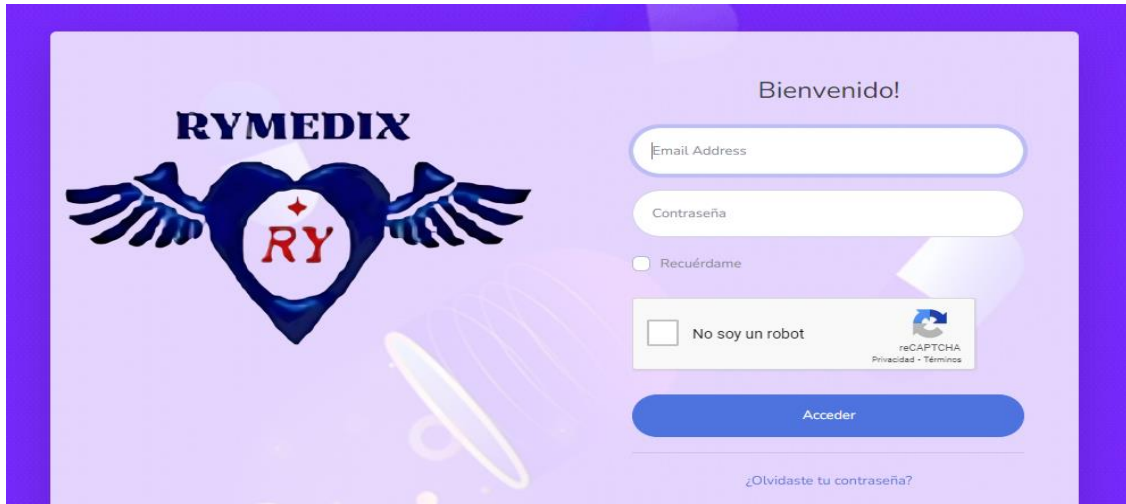 RYMEDIX
RY
Bienvenido!
Email Address
Contraseña
Recuérdame
No soy un robot
reCAPTCHA
Privacidad - Términos
Acceder
¿Olvidaste tu contraseña?